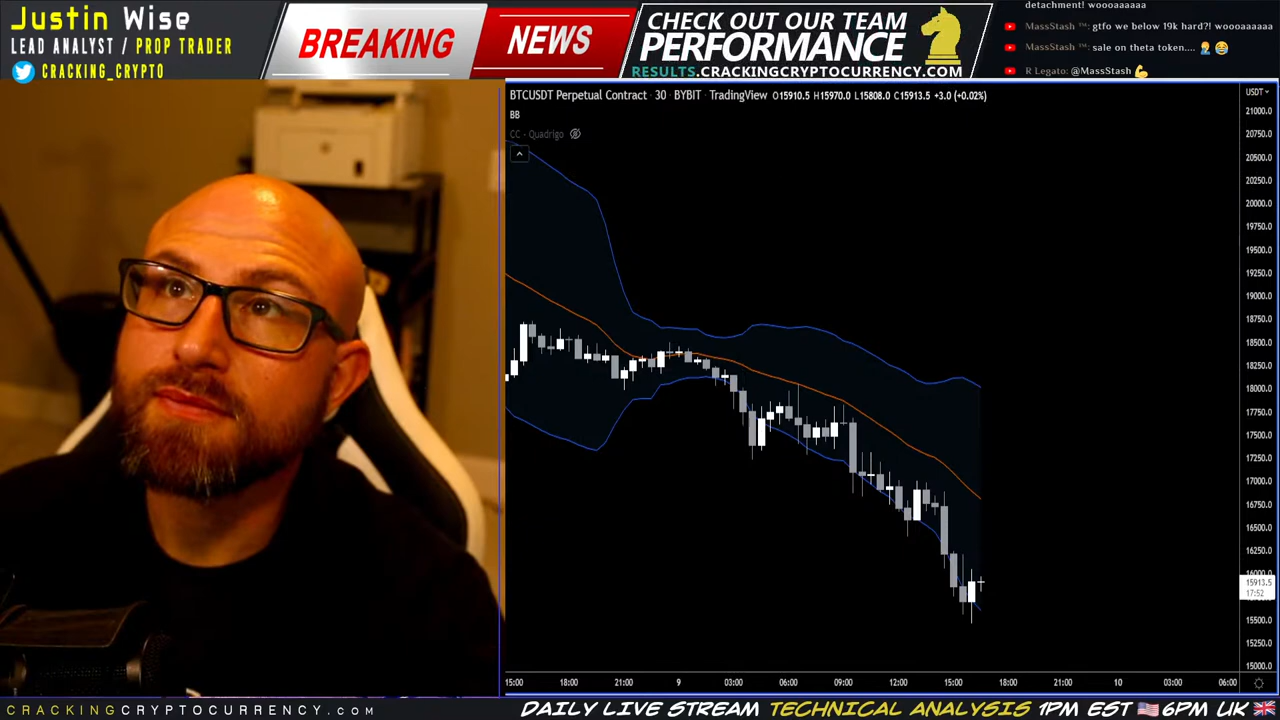 Justin Wise
LEAD ANALYST / PROP TRADER
CRACKING_CRYPTO
BREAKING
NEWS
CHECK OUT OUR TEAM
PERFORMANCE
RESULTS.CRACKINGCRYPTOCURRENCY.COM
detachment! woooaaaaaa
MassStash ™: gtfo we below 19k hard?! woooaaaaa
MassStash ™: sale on theta token.... 🤦 😂
R Legato: @MassStash 💪
BTCUSDT Perpetual Contract · 30 · BYBIT · TradingView O15910.5 H15970.0 L15808.0 C15913.5 +3.0 (+0.02%)
BB
CC - Quadrigo
USDT
21000.0
20750.0
20500.0
20250.0
20000.0
19750.0
19500.0
19250.0
19000.0
18750.0
18500.0
18250.0
18000.0
17750.0
17500.0
17250.0
17000.0
16750.0
16500.0
16250.0
16000.0
15913.5
17:52
15500.0
15250.0
15000.0
15:00 18:00 21:00 9 03:00 06:00 09:00 12:00 15:00 18:00 21:00 10 03:00 06:00
CRACKINGCRYPTOCURRENCY.com
DAILY LIVE STREAM TECHNICAL ANALYSIS 1PM EST 🇺🇸 6PM UK 🇬🇧